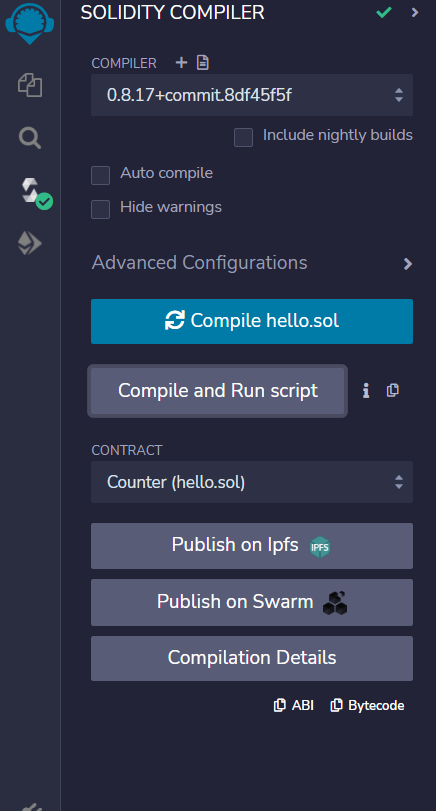 SOLIDITY COMPILER
COMPILER
0.8.17+commit.8df45f5f
Include nightly builds
Auto compile
Hide warnings
Advanced Configurations
Compile hello.sol
Compile and Run script
CONTRACT
Counter (hello.sol)
Publish on Ipfs IPFS
Publish on Swarm
Compilation Details
ABI Bytecode